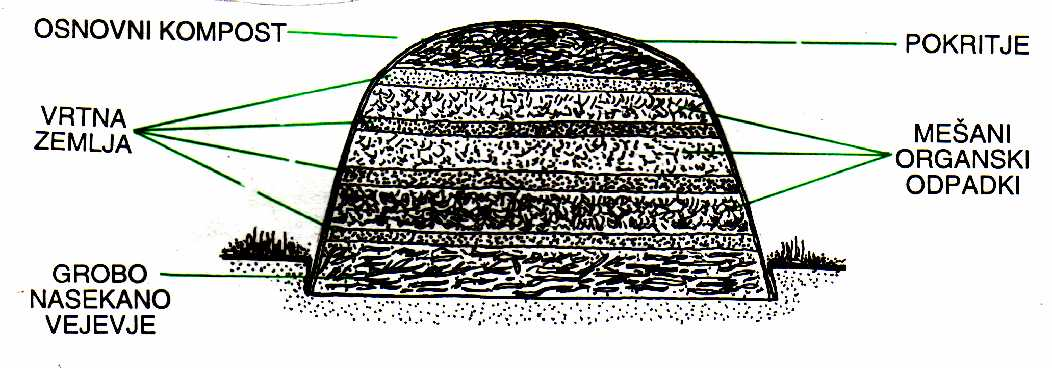 OSNOVNI KOMPOST
POKRITJE
VRTNA
ZEMLJA
MEŠANI
ORGANSKI
ODPADKI
GROBO
NASEKANO
VEJEVJE